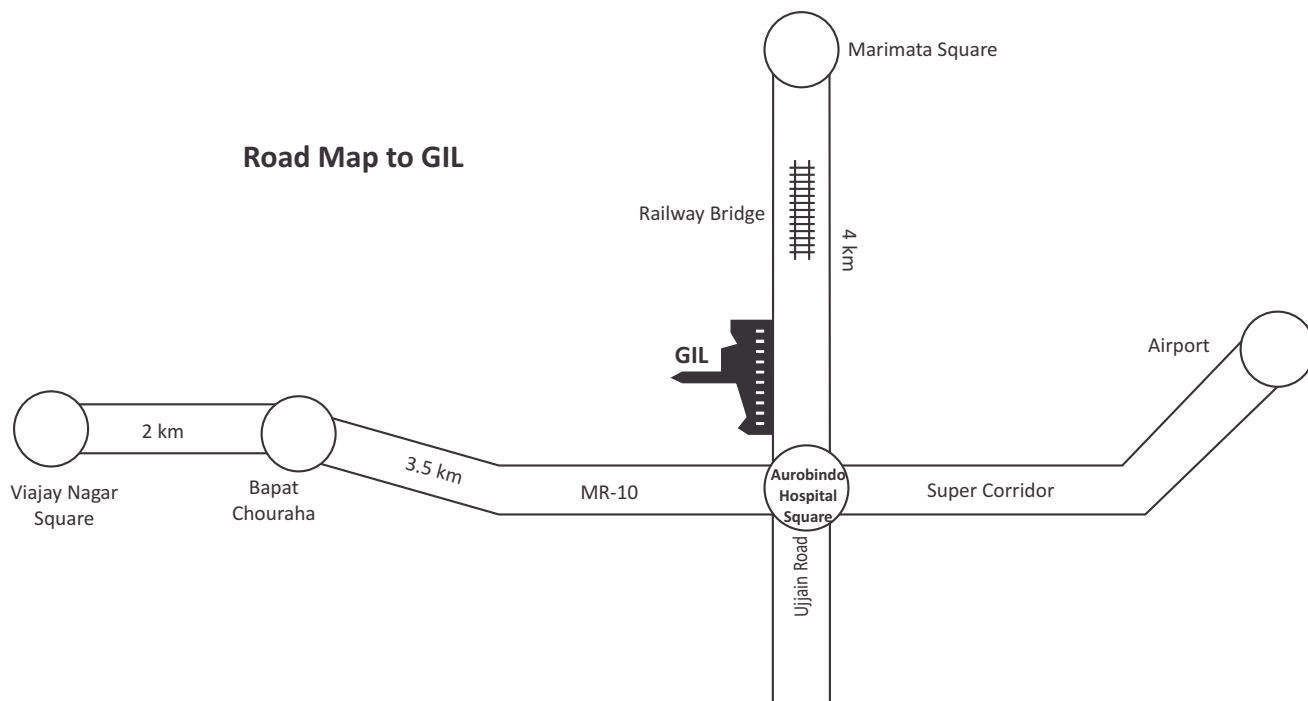 Marimata Square
Road Map to GIL
Railway Bridge
4 km
GIL
Airport
2 km
3.5 km
Viajay Nagar
Square
Bapat
Chouraha
MR-10
Aurobindo
Hospital
Square
Super Corridor
Ujjain Road